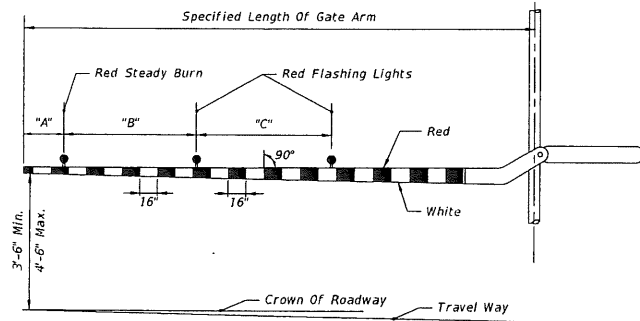 Specified Length Of Gate Arm
Red Steady Burn
Red Flashing Lights
"A"
"B"
"C"
90°
Red
16"
16"
White
3'-6" Min.
4'-6" Max.
Crown Of Roadway
Travel Way